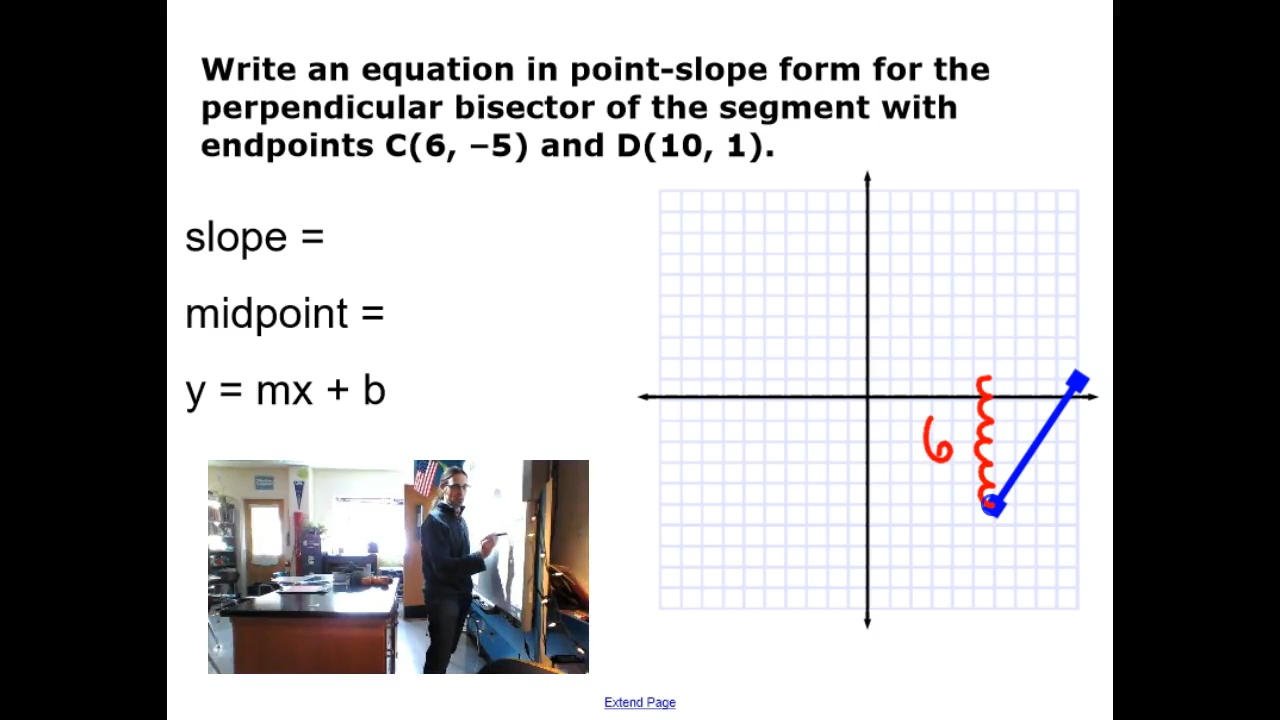 Write an equation in point-slope form for the
perpendicular bisector of the segment with
endpoints C(6, –5) and D(10, 1).
slope =
midpoint =
y = mx + b
6
Extend Page